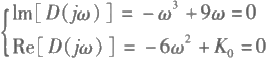 Im[D(jω)] = −ω³ + 9ω = 0
Re[D(jω)] = −6ω² + K₀ = 0